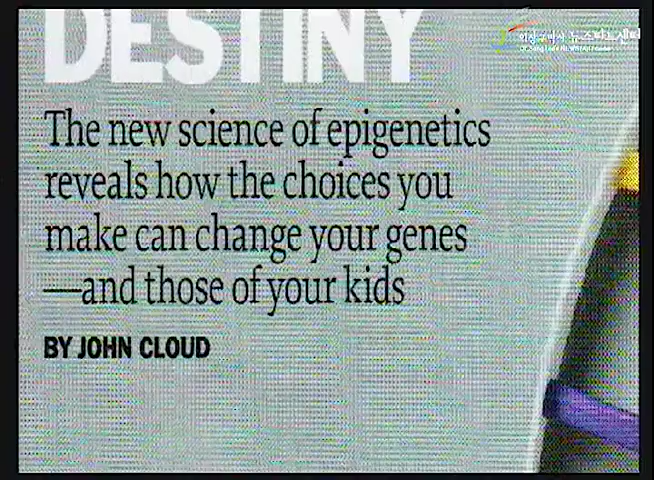 DESTINY
The new science of epigenetics
reveals how the choices you
make can change your genes
—and those of your kids
BY JOHN CLOUD